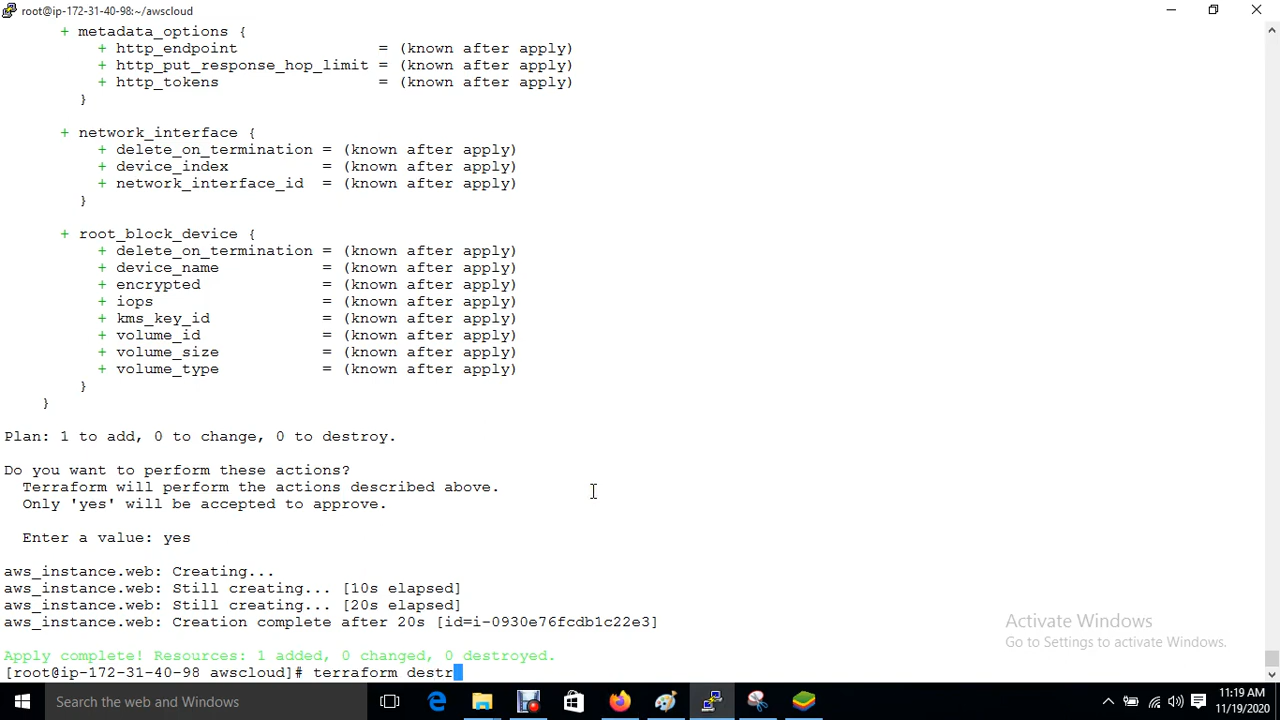 root@ip-172-31-40-98:~/awscloud
+ metadata_options {
+ http_endpoint = (known after apply)
+ http_put_response_hop_limit = (known after apply)
+ http_tokens = (known after apply)
}
+ network_interface {
+ delete_on_termination = (known after apply)
+ device_index = (known after apply)
+ network_interface_id = (known after apply)
}
+ root_block_device {
+ delete_on_termination = (known after apply)
+ device_name = (known after apply)
+ encrypted = (known after apply)
+ iops = (known after apply)
+ kms_key_id = (known after apply)
+ volume_id = (known after apply)
+ volume_size = (known after apply)
+ volume_type = (known after apply)
}
}
Plan: 1 to add, 0 to change, 0 to destroy.
Do you want to perform these actions?
Terraform will perform the actions described above.
Only 'yes' will be accepted to approve.
Enter a value: yes
aws_instance.web: Creating...
aws_instance.web: Still creating... [10s elapsed]
aws_instance.web: Still creating... [20s elapsed]
aws_instance.web: Creation complete after 20s [id=i-0930e76fcdb1c22e3]
Activate Windows
Go to Settings to activate Windows.
Apply complete! Resources: 1 added, 0 changed, 0 destroyed.
[root@ip-172-31-40-98 awscloud]# terraform destr
Search the web and Windows
11:19 AM
11/19/2020